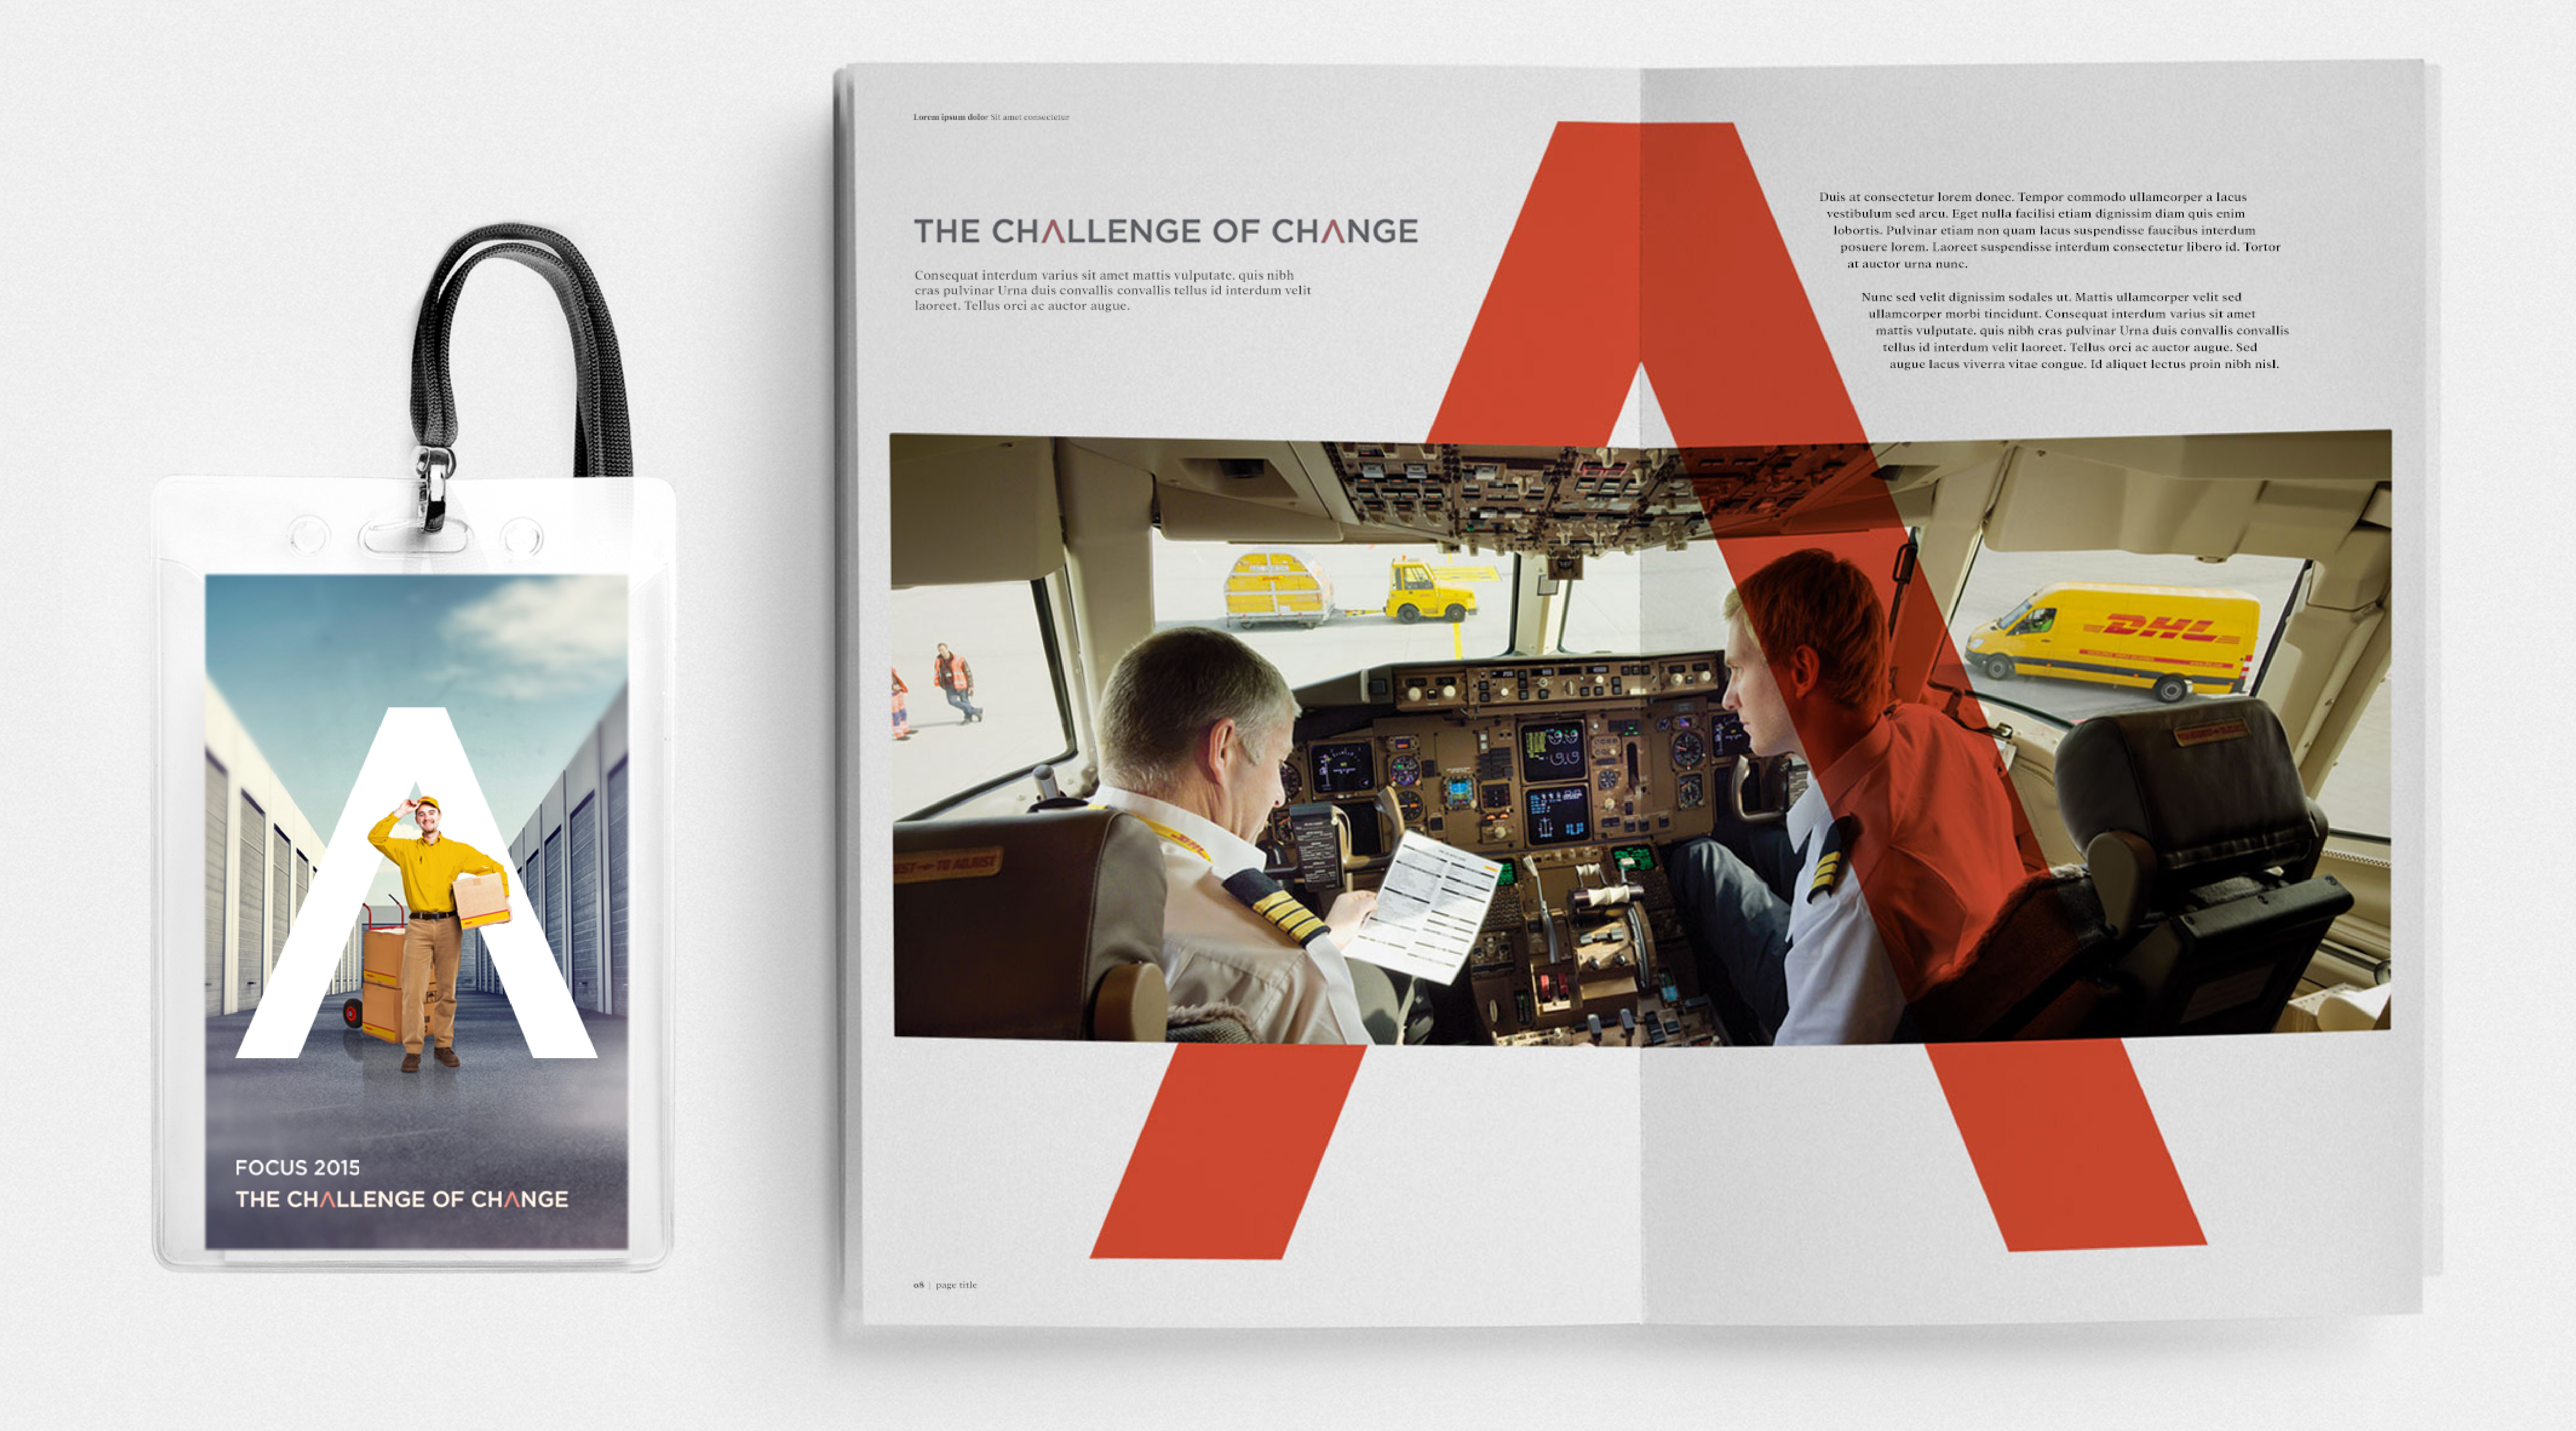 FOCUS 2015
THE CHΛLLENGE OF CHΛNGE
Lorem ipsum dolor Sit amet consectetur
THE CHΛLLENGE OF CHΛNGE
Consequat interdum varius sit amet mattis vulputate. quis nibh
cras pulvinar Urna duis convallis convallis tellus id interdum velit
laoreet. Tellus orci ac auctor augue.
Duis at consectetur lorem donec. Tempor commodo ullamcorper a lacus
vestibulum sed arcu. Eget nulla facilisi etiam dignissim diam quis enim
lobortis. Pulvinar etiam non quam lacus suspendisse faucibus interdum
posuere lorem. Laoreet suspendisse interdum consectetur libero id. Tortor
at auctor urna nunc.
Nunc sed velit dignissim sodales ut. Mattis ullamcorper velit sed
ullamcorper morbi tincidunt. Consequat interdum varius sit amet
mattis vulputate. quis nibh cras pulvinar Urna duis convallis convallis
tellus id interdum velit laoreet. Tellus orci ac auctor augue. Sed
augue lacus viverra vitae congue. Id aliquet lectus proin nibh nisl.
DHL
DHL
TO ADJUST
08 | page title